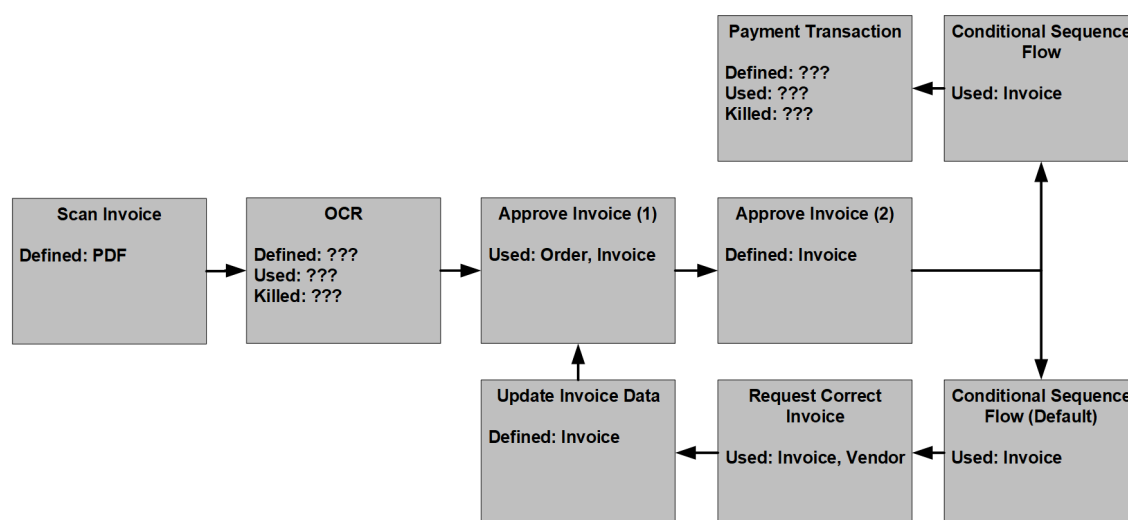 Payment Transaction
Defined: ???
Used: ???
Killed: ???
Conditional Sequence
Flow
Used: Invoice
Scan Invoice
Defined: PDF
OCR
Defined: ???
Used: ???
Killed: ???
Approve Invoice (1)
Used: Order, Invoice
Approve Invoice (2)
Defined: Invoice
Update Invoice Data
Defined: Invoice
Request Correct
Invoice
Used: Invoice, Vendor
Conditional Sequence
Flow (Default)
Used: Invoice